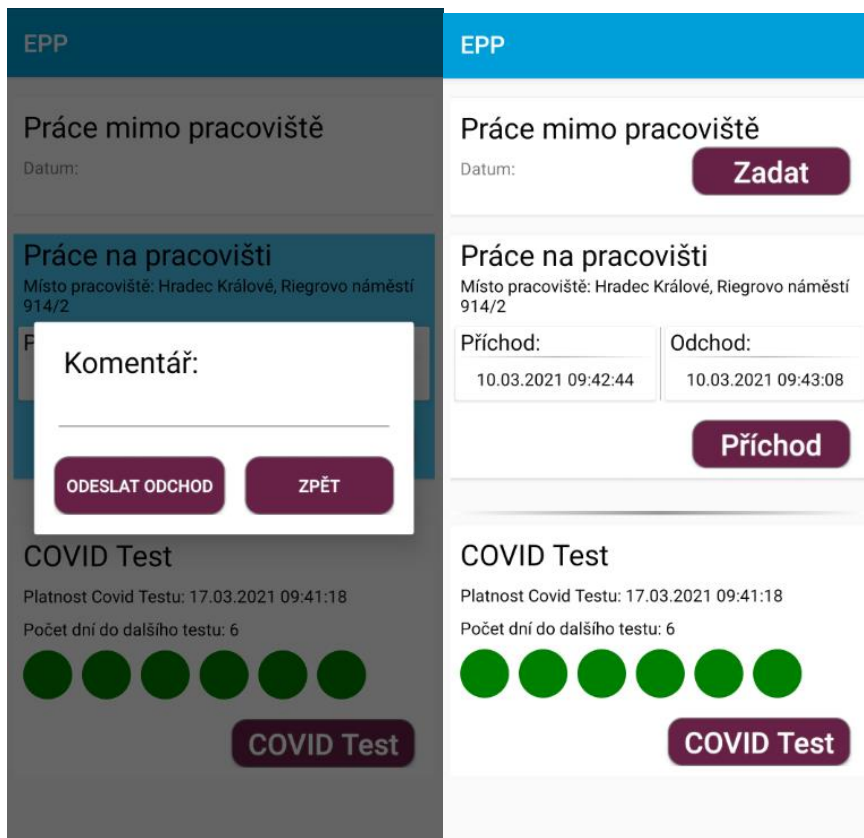 EPP
Práce mimo pracoviště
Datum:
Práce na pracovišti
Místo pracoviště: Hradec Králové, Riegrovo náměstí
914/2
P
Komentář:
ODESLAT ODCHOD
ZPĚT
COVID Test
Platnost Covid Testu: 17.03.2021 09:41:18
Počet dní do dalšího testu: 6
COVID Test
EPP
Práce mimo pracoviště
Datum:
Zadat
Práce na pracovišti
Místo pracoviště: Hradec Králové, Riegrovo náměstí
914/2
Příchod:
Odchod:
10.03.2021 09:42:44
10.03.2021 09:43:08
Příchod
COVID Test
Platnost Covid Testu: 17.03.2021 09:41:18
Počet dní do dalšího testu: 6
COVID Test